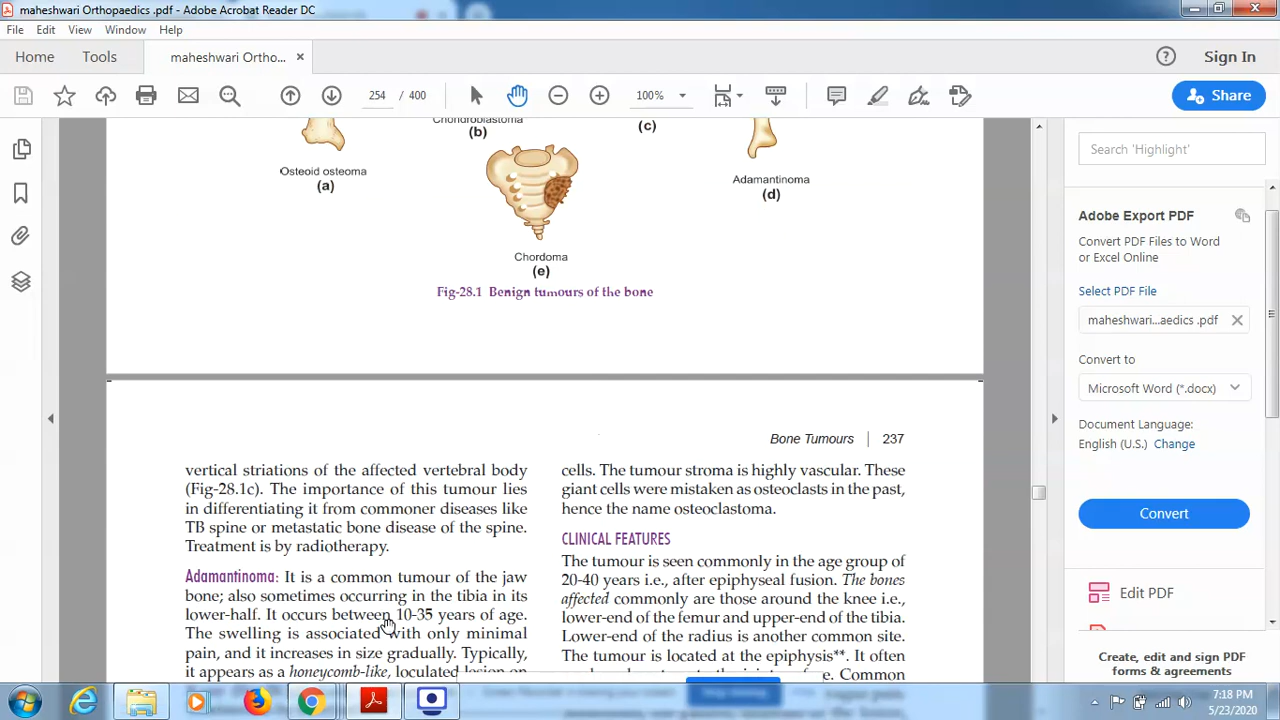 maheshwari Orthopaedics .pdf - Adobe Acrobat Reader DC
File Edit View Window Help
Home Tools maheshwari Ortho... ×
Sign In
254 / 400 100% Share
Chondroblastoma
(b)
(c)
Osteoid osteoma
(a)
Adamantinoma
(d)
Chordoma
(e)
Fig-28.1 Benign tumours of the bone
Bone Tumours | 237
vertical striations of the affected vertebral body
(Fig-28.1c). The importance of this tumour lies
in differentiating it from commoner diseases like
TB spine or metastatic bone disease of the spine.
Treatment is by radiotherapy.
Adamantinoma: It is a common tumour of the jaw
bone; also sometimes occurring in the tibia in its
lower-half. It occurs between 10-35 years of age.
The swelling is associated with only minimal
pain, and it increases in size gradually. Typically,
it appears as a honeycomb-like, loculated lesion on
cells. The tumour stroma is highly vascular. These
giant cells were mistaken as osteoclasts in the past,
hence the name osteoclastoma.
CLINICAL FEATURES
The tumour is seen commonly in the age group of
20-40 years i.e., after epiphyseal fusion. The bones
affected commonly are those around the knee i.e.,
lower-end of the femur and upper-end of the tibia.
Lower-end of the radius is another common site.
The tumour is located at the epiphysis**. It often
Common
Search 'Highlight'
Adobe Export PDF
Convert PDF Files to Word
or Excel Online
Select PDF File
maheshwari...aedics .pdf
Convert to
Microsoft Word (*.docx)
Document Language:
English (U.S.) Change
Convert
Edit PDF
Create, edit and sign PDF
forms & agreements
7:18 PM
5/23/2020